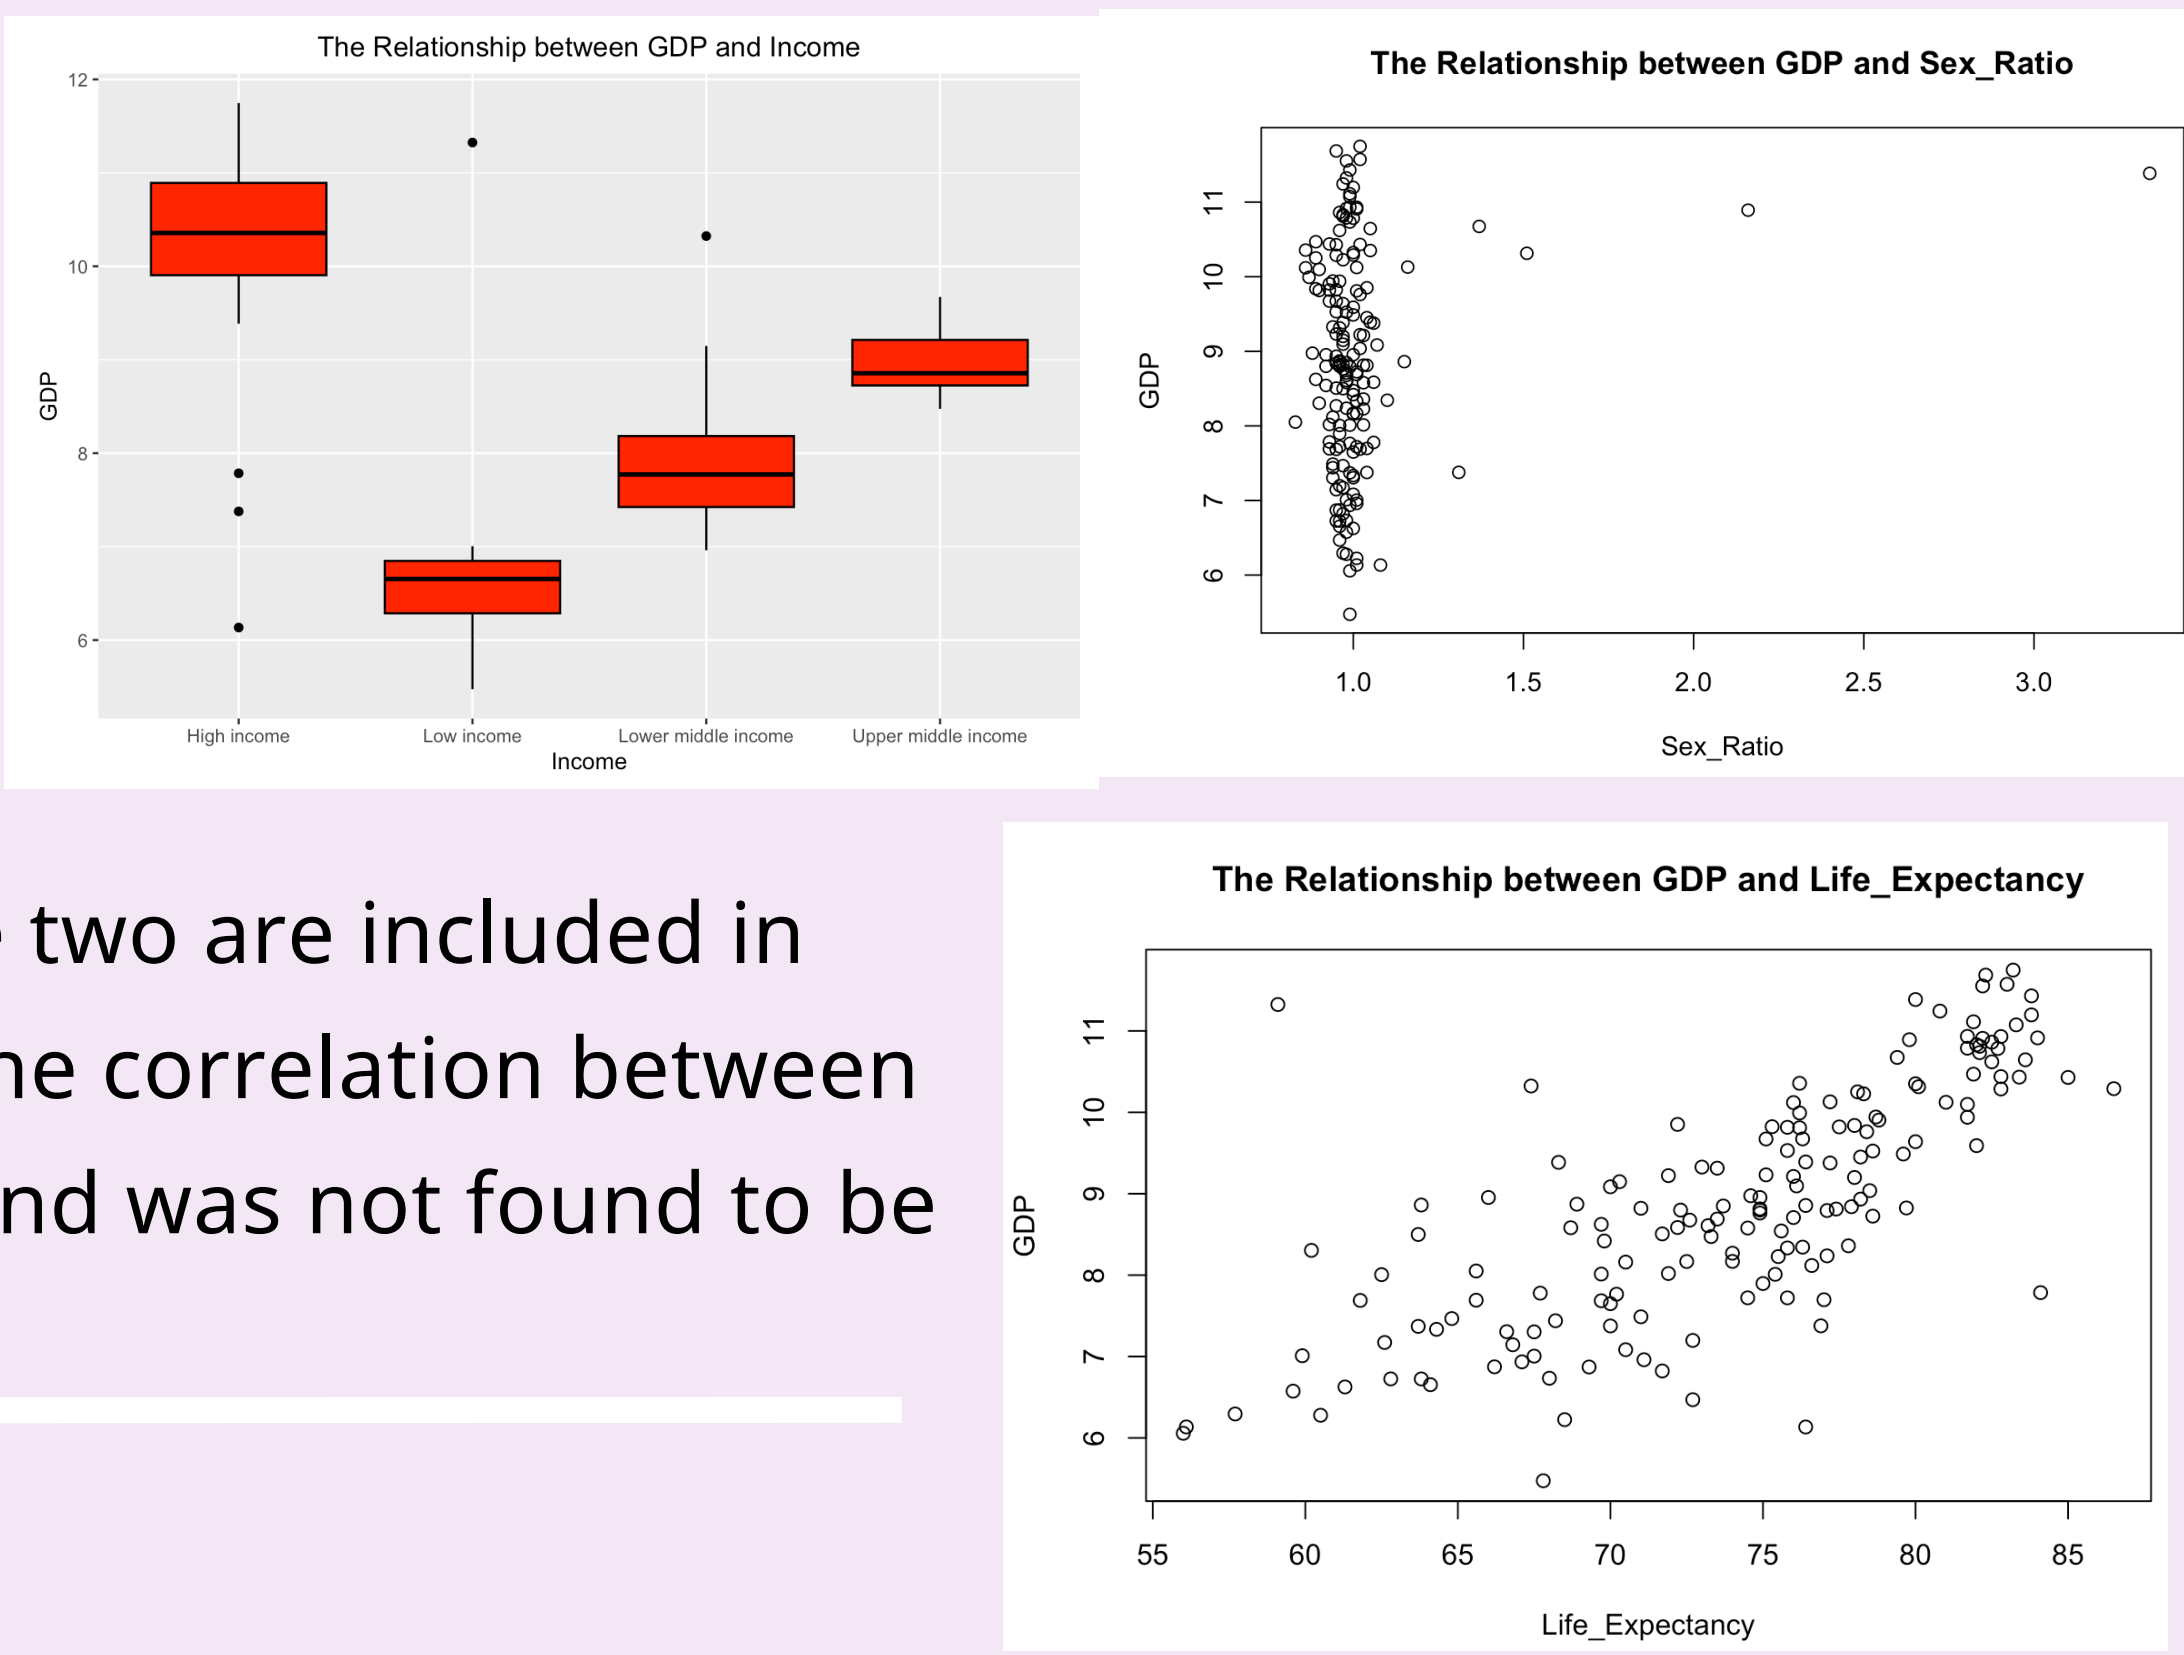 The Relationship between GDP and Income
12
10
8
6
GDP
High income
Low income
Lower middle income
Upper middle income
Income
The Relationship between GDP and Sex_Ratio
11
10
9
8
7
6
GDP
1.0
1.5
2.0
2.5
3.0
Sex_Ratio
two are included in
correlation between
was not found to be
The Relationship between GDP and Life_Expectancy
11
10
9
8
7
6
GDP
55
60
65
70
75
80
85
Life_Expectancy